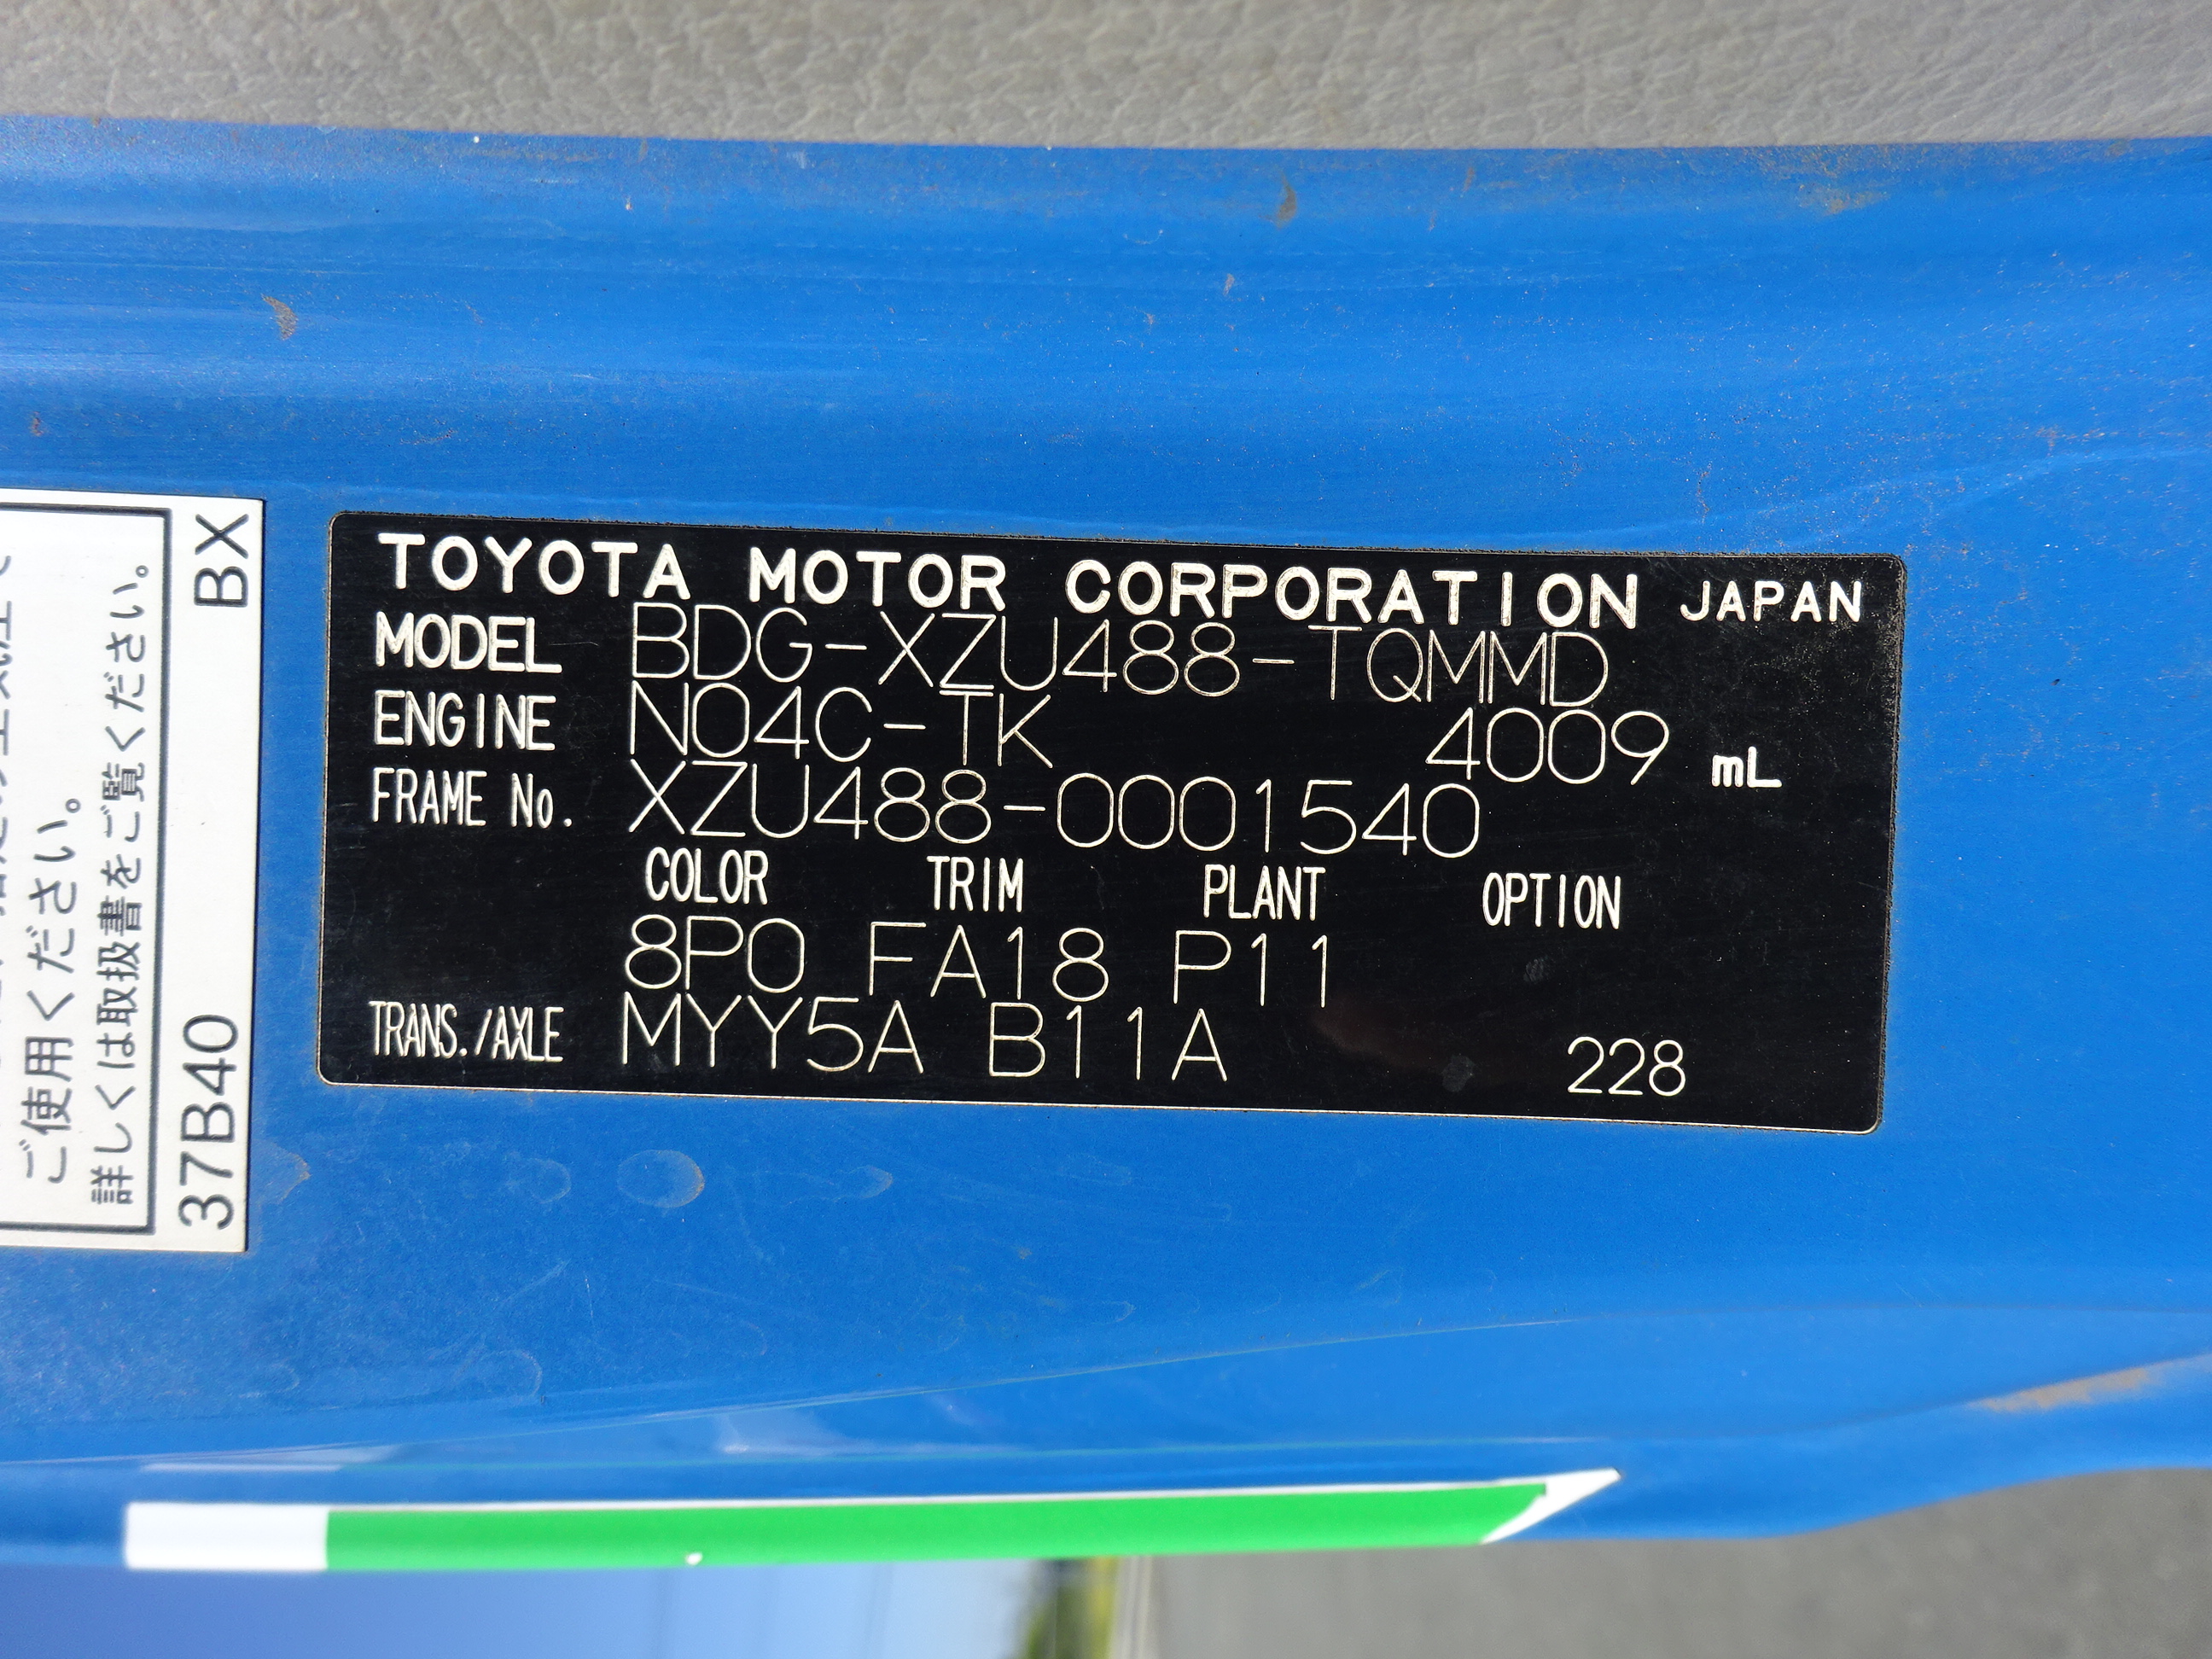 TOYOTA MOTOR CORPORATION JAPAN
MODEL BDG-XZU488-TQMMD
ENGINE N04C-TK 4009 mL
FRAME No. XZU488-0001540
COLOR TRIM PLANT OPTION
8P0 FA18 P11
TRANS./AXLE MYY5A B11A 228
ご使用ください。
詳しくは取扱書をご覧ください。
37B40 BX